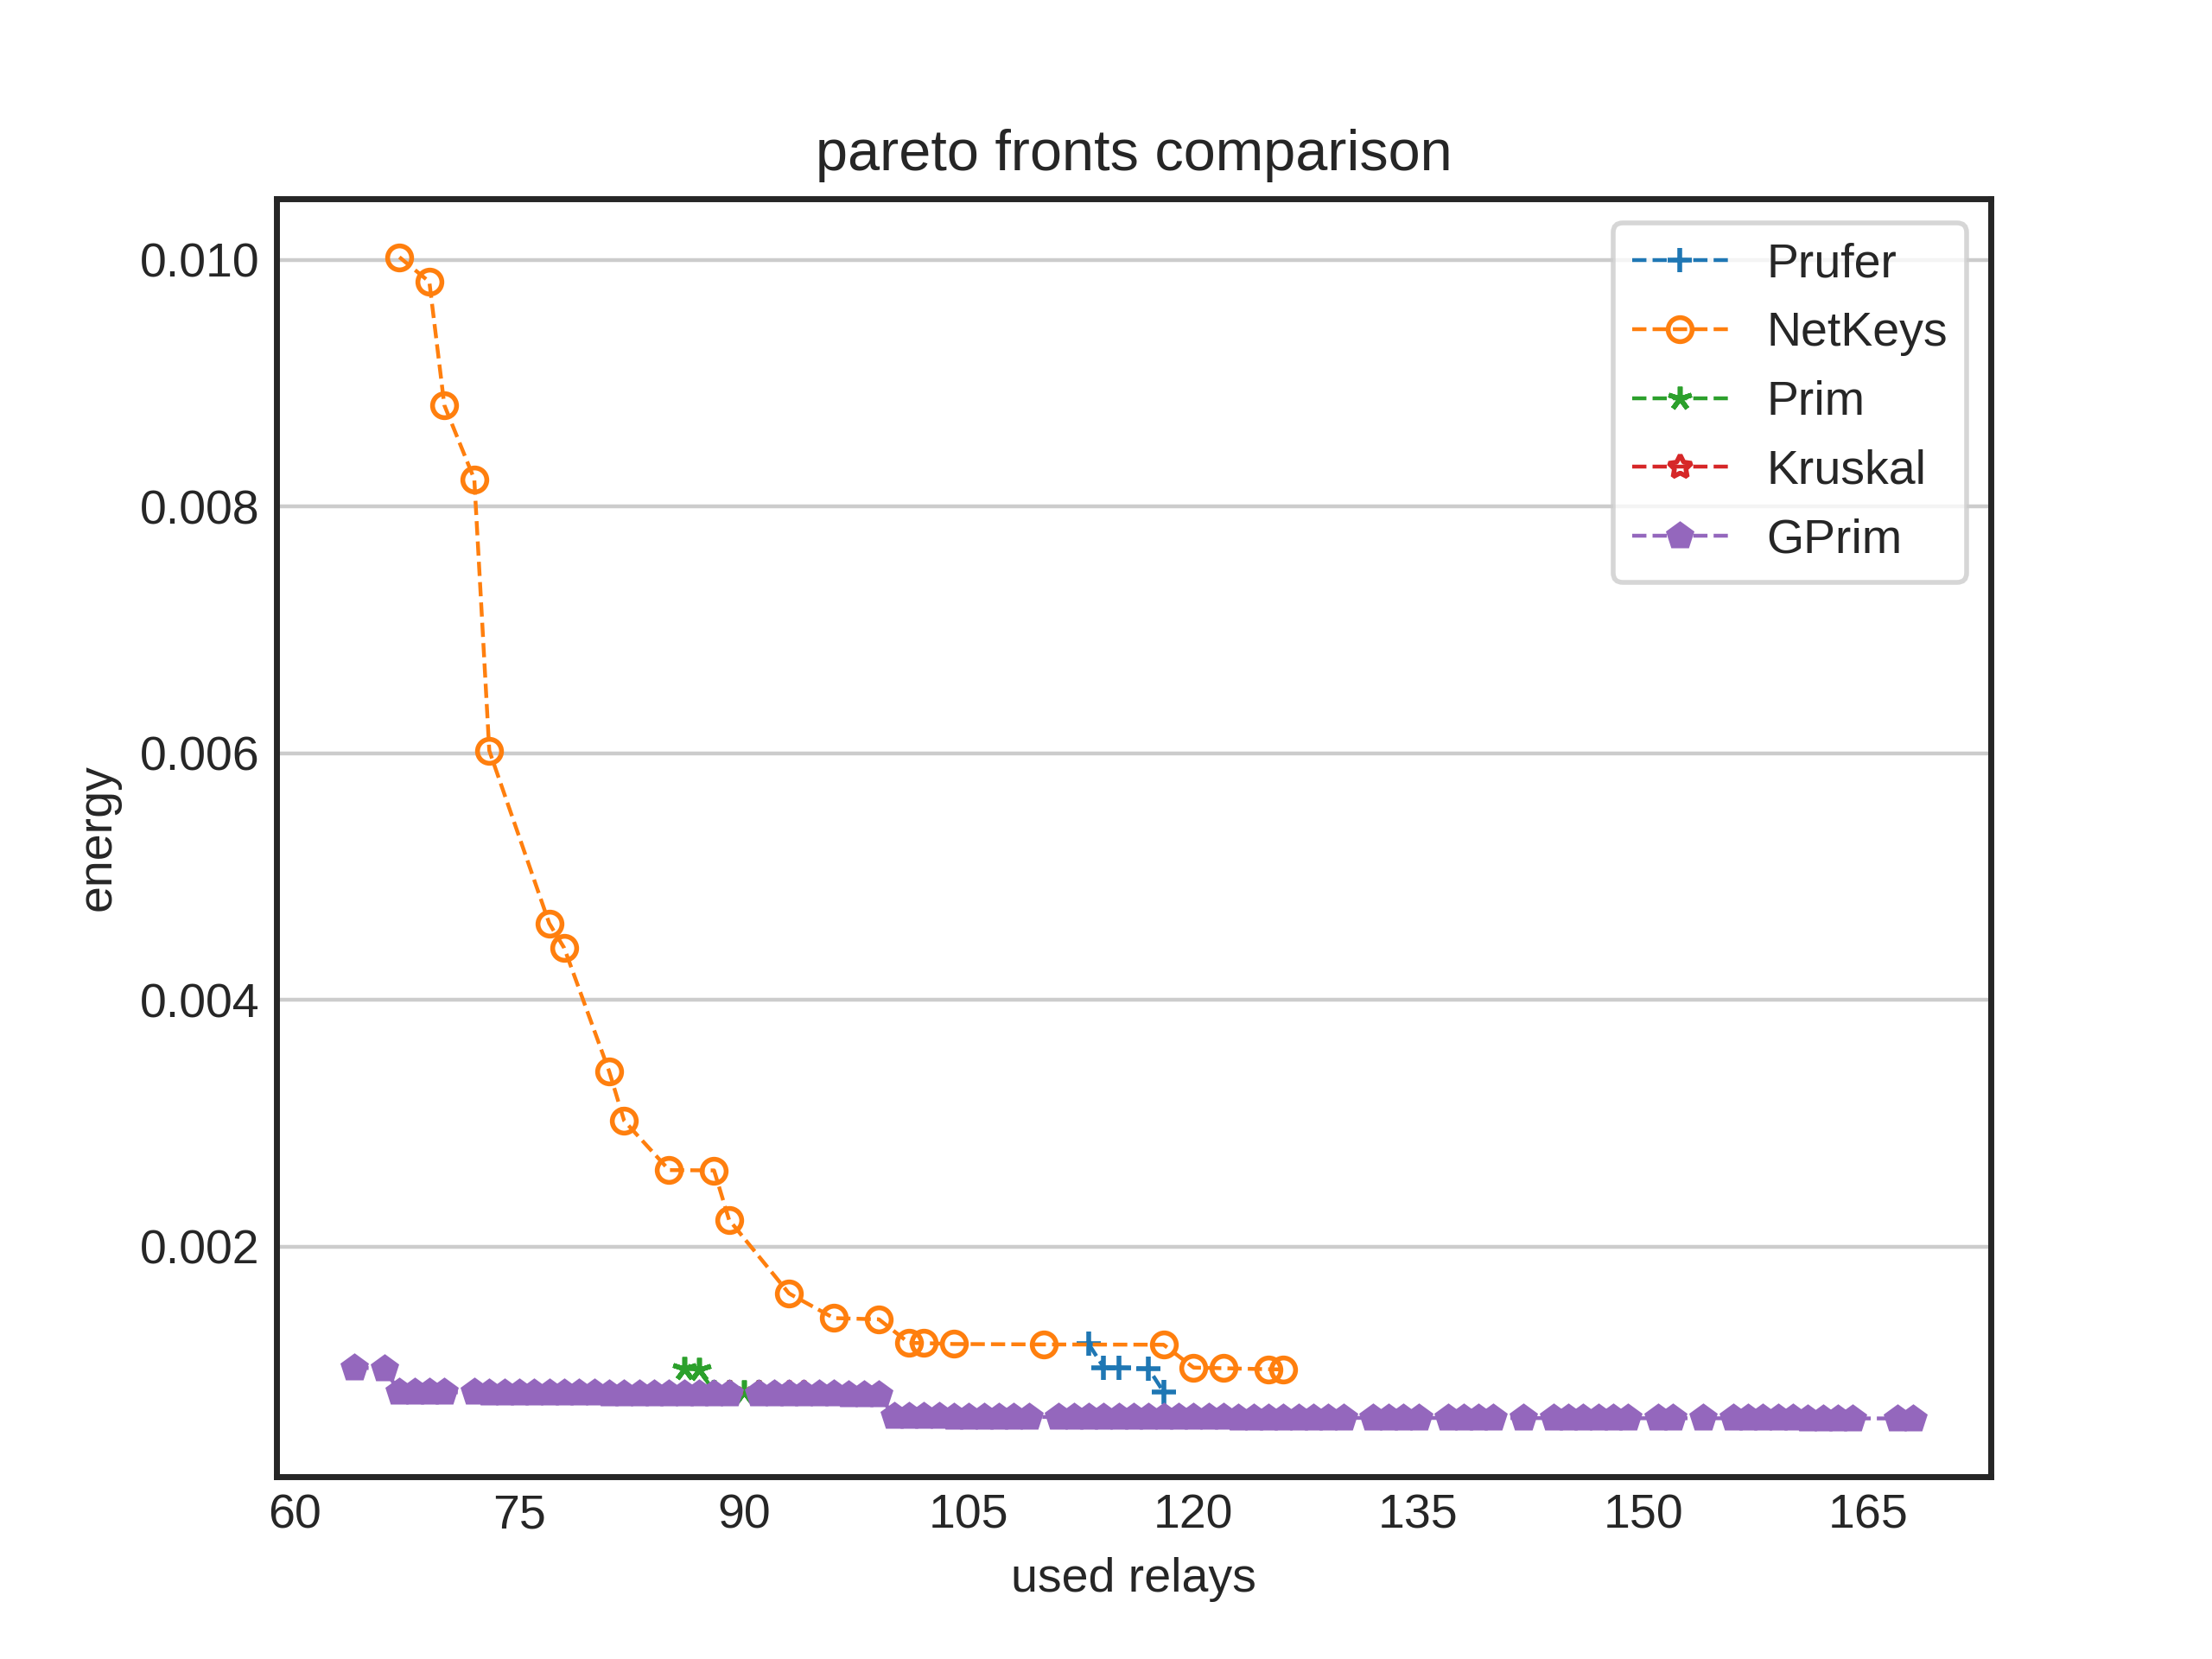 pareto fronts comparison
0.010
0.008
0.006
0.004
0.002
energy
Prufer
NetKeys
Prim
Kruskal
GPrim
60 75 90 105 120 135 150 165
used relays